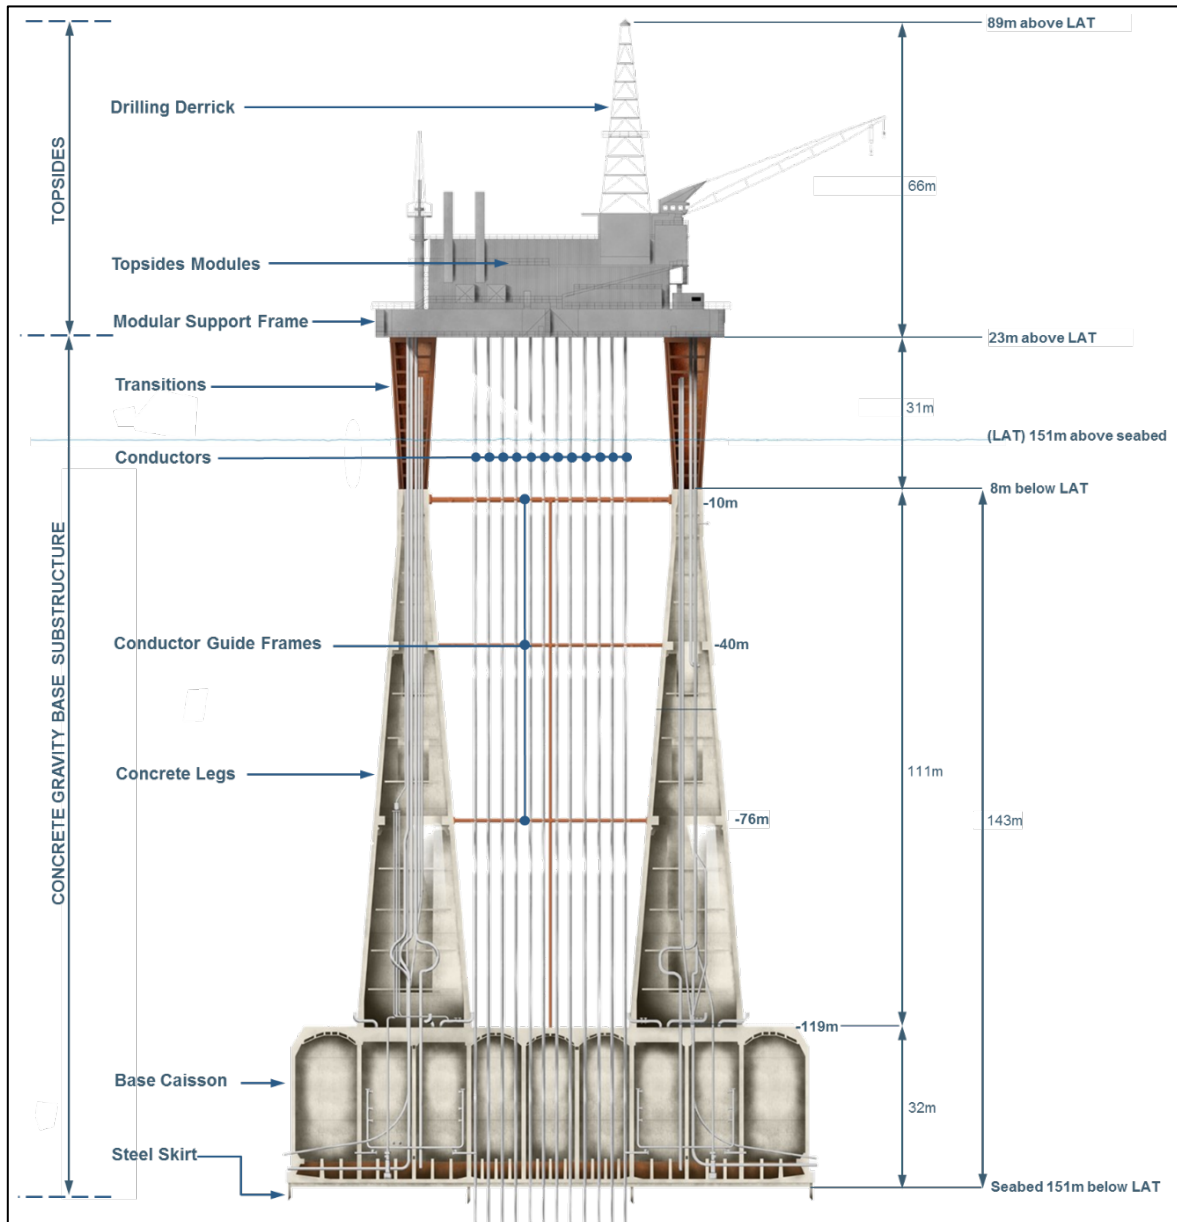 89m above LAT
Drilling Derrick
TOPSIDES
66m
Topsides Modules
Modular Support Frame
23m above LAT
Transitions
31m
(LAT) 151m above seabed
Conductors
8m below LAT
-10m
CONCRETE GRAVITY BASE SUBSTRUCTURE
Conductor Guide Frames
-40m
Concrete Legs
111m
-76m
143m
-119m
Base Caisson
32m
Steel Skirt
Seabed 151m below LAT